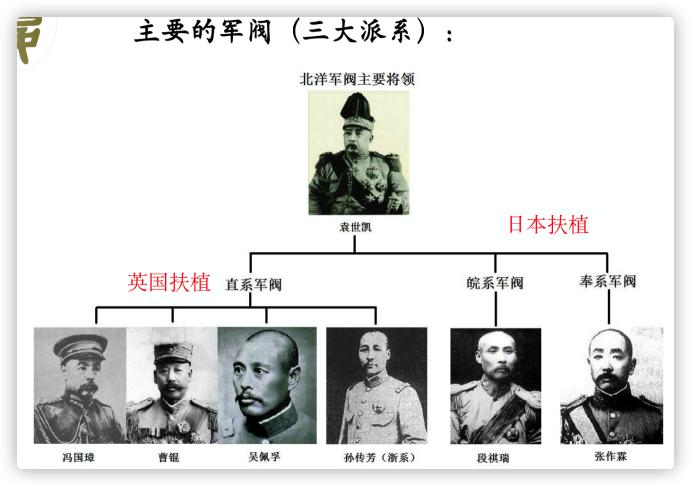 主要的军阀（三大派系）：
北洋军阀主要将领
袁世凯
日本扶植
英国扶植
直系军阀
皖系军阀
奉系军阀
冯国璋
曹锟
吴佩孚
孙传芳（浙系）
段祺瑞
张作霖